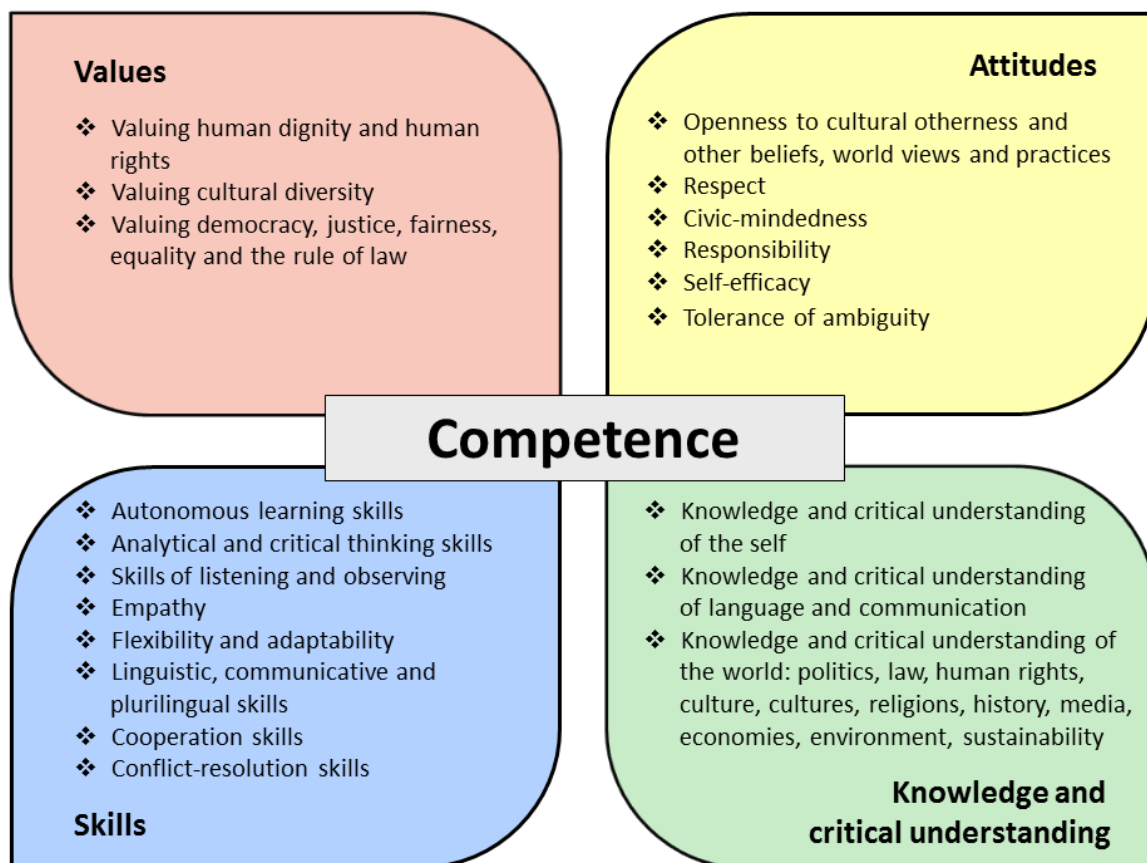 Values
❖ Valuing human dignity and human
rights
❖ Valuing cultural diversity
❖ Valuing democracy, justice, fairness,
equality and the rule of law
Attitudes
❖ Openness to cultural otherness and
other beliefs, world views and practices
❖ Respect
❖ Civic-mindedness
❖ Responsibility
❖ Self-efficacy
❖ Tolerance of ambiguity
Competence
❖ Autonomous learning skills
❖ Analytical and critical thinking skills
❖ Skills of listening and observing
❖ Empathy
❖ Flexibility and adaptability
❖ Linguistic, communicative and
plurilingual skills
❖ Cooperation skills
❖ Conflict-resolution skills
Skills
❖ Knowledge and critical understanding
of the self
❖ Knowledge and critical understanding
of language and communication
❖ Knowledge and critical understanding of
the world: politics, law, human rights,
culture, cultures, religions, history, media,
economies, environment, sustainability
Knowledge and
critical understanding